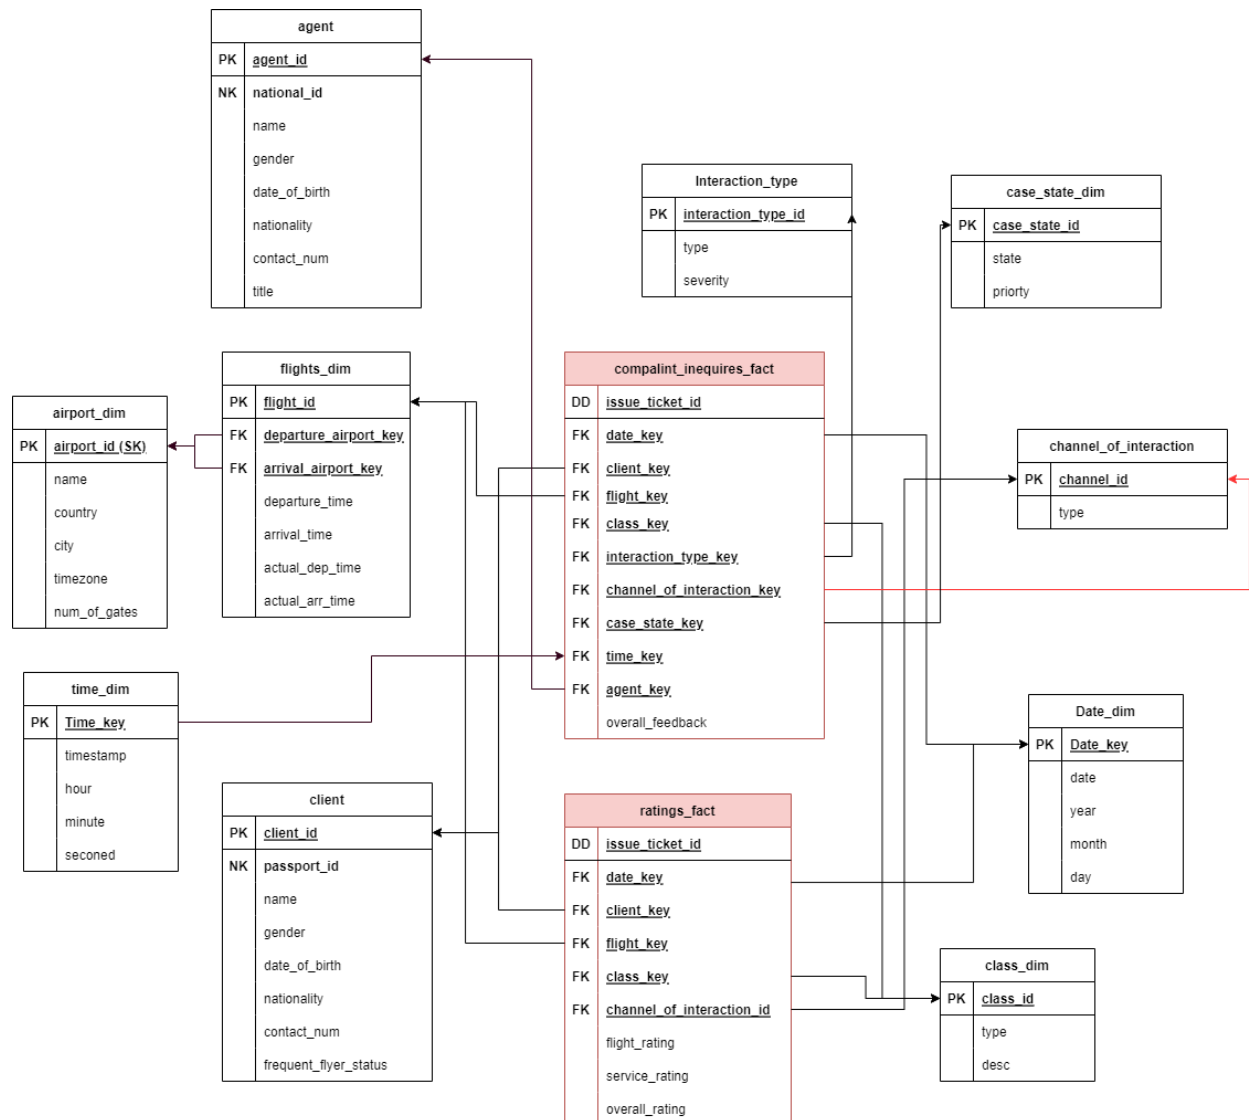 agent
PK agent_id
NK national_id
name
gender
date_of_birth
nationality
contact_num
title
Interaction_type
PK interaction_type_id
type
severity
case_state_dim
PK case_state_id
state
priorty
flights_dim
PK flight_id
FK departure_airport_key
FK arrival_airport_key
departure_time
arrival_time
actual_dep_time
actual_arr_time
airport_dim
PK airport_id (SK)
name
country
city
timezone
num_of_gates
compalint_inequires_fact
DD issue_ticket_id
FK date_key
FK client_key
FK flight_key
FK class_key
FK interaction_type_key
FK channel_of_interaction_key
FK case_state_key
FK time_key
FK agent_key
overall_feedback
channel_of_interaction
PK channel_id
type
time_dim
PK Time_key
timestamp
hour
minute
seconed
Date_dim
PK Date_key
date
year
month
day
client
PK client_id
NK passport_id
name
gender
date_of_birth
nationality
contact_num
frequent_flyer_status
ratings_fact
DD issue_ticket_id
FK date_key
FK client_key
FK flight_key
FK class_key
FK channel_of_interaction_id
flight_rating
service_rating
overall_rating
class_dim
PK class_id
type
desc